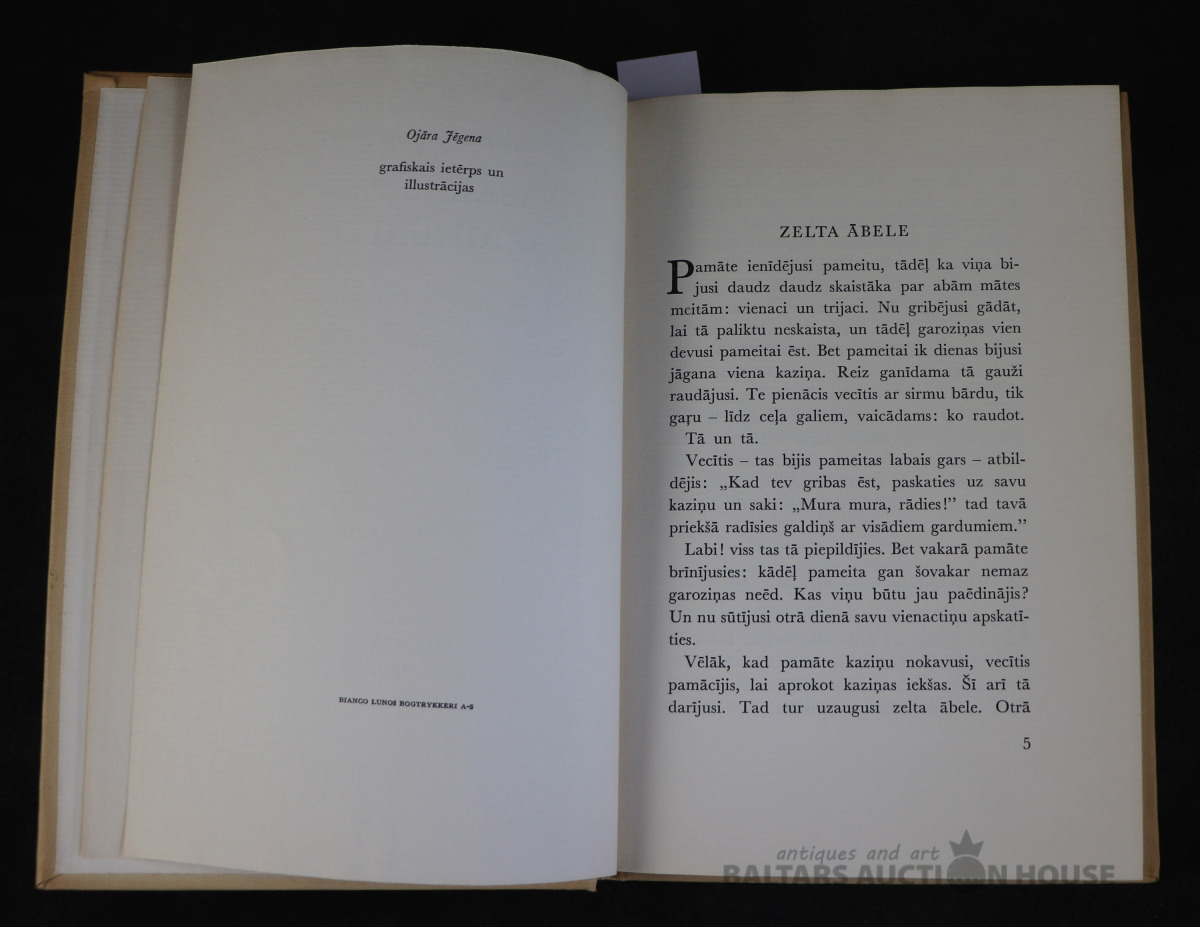 Ojāra Jēgena
grafiskais ietērps un
illustrācijas
BIANCO LUNOS BOGTRYKKERI A-S
ZELTA ĀBELE
Pamāte ienīdējusi pameitu, tādēļ ka viņa bi-
jusi daudz daudz skaistāka par abām mātes
meitām: vienaci un trijaci. Nu gribējusi gādāt,
lai tā paliktu neskaista, un tādēļ garoziņas vien
devusi pameitai ēst. Bet pameitai ik dienas bijusi
jāgana viena kaziņa. Reiz ganīdama tā gauži
raudājusi. Te pienācis vecītis ar sirmu bārdu, tik
gaŗu – līdz ceļa galiem, vaicādams: ko raudot.
Tā un tā.
Vecītis – tas bijis pameitas labais gars – atbil-
dējis: „Kad tev gribas ēst, paskaties uz savu
kaziņu un saki: „Mura mura, rādies!” tad tavā
priekšā radīsies galdiņš ar visādiem gardumiem.”
Labi! viss tas tā piepildījies. Bet vakarā pamāte
brīnījusies: kādēļ pameita gan šovakar nemaz
garoziņas neēd. Kas viņu būtu jau paēdinājis?
Un nu sūtījusi otrā dienā savu vienactiņu apskatī-
ties.
Vēlāk, kad pamāte kaziņu nokavusi, vecītis
pamācījis, lai aprokot kaziņas iekšas. Šī arī tā
darījusi. Tad tur uzaugusi zelta ābele. Otrā
5
antiques and art
BALTARS AUCTION HOUSE